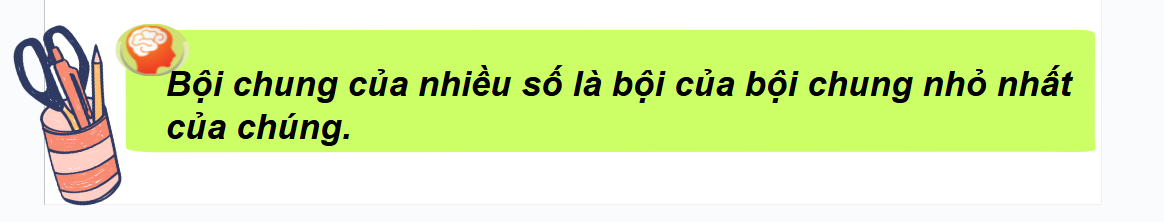 Bội chung của nhiều số là bội của bội chung nhỏ nhất
của chúng.